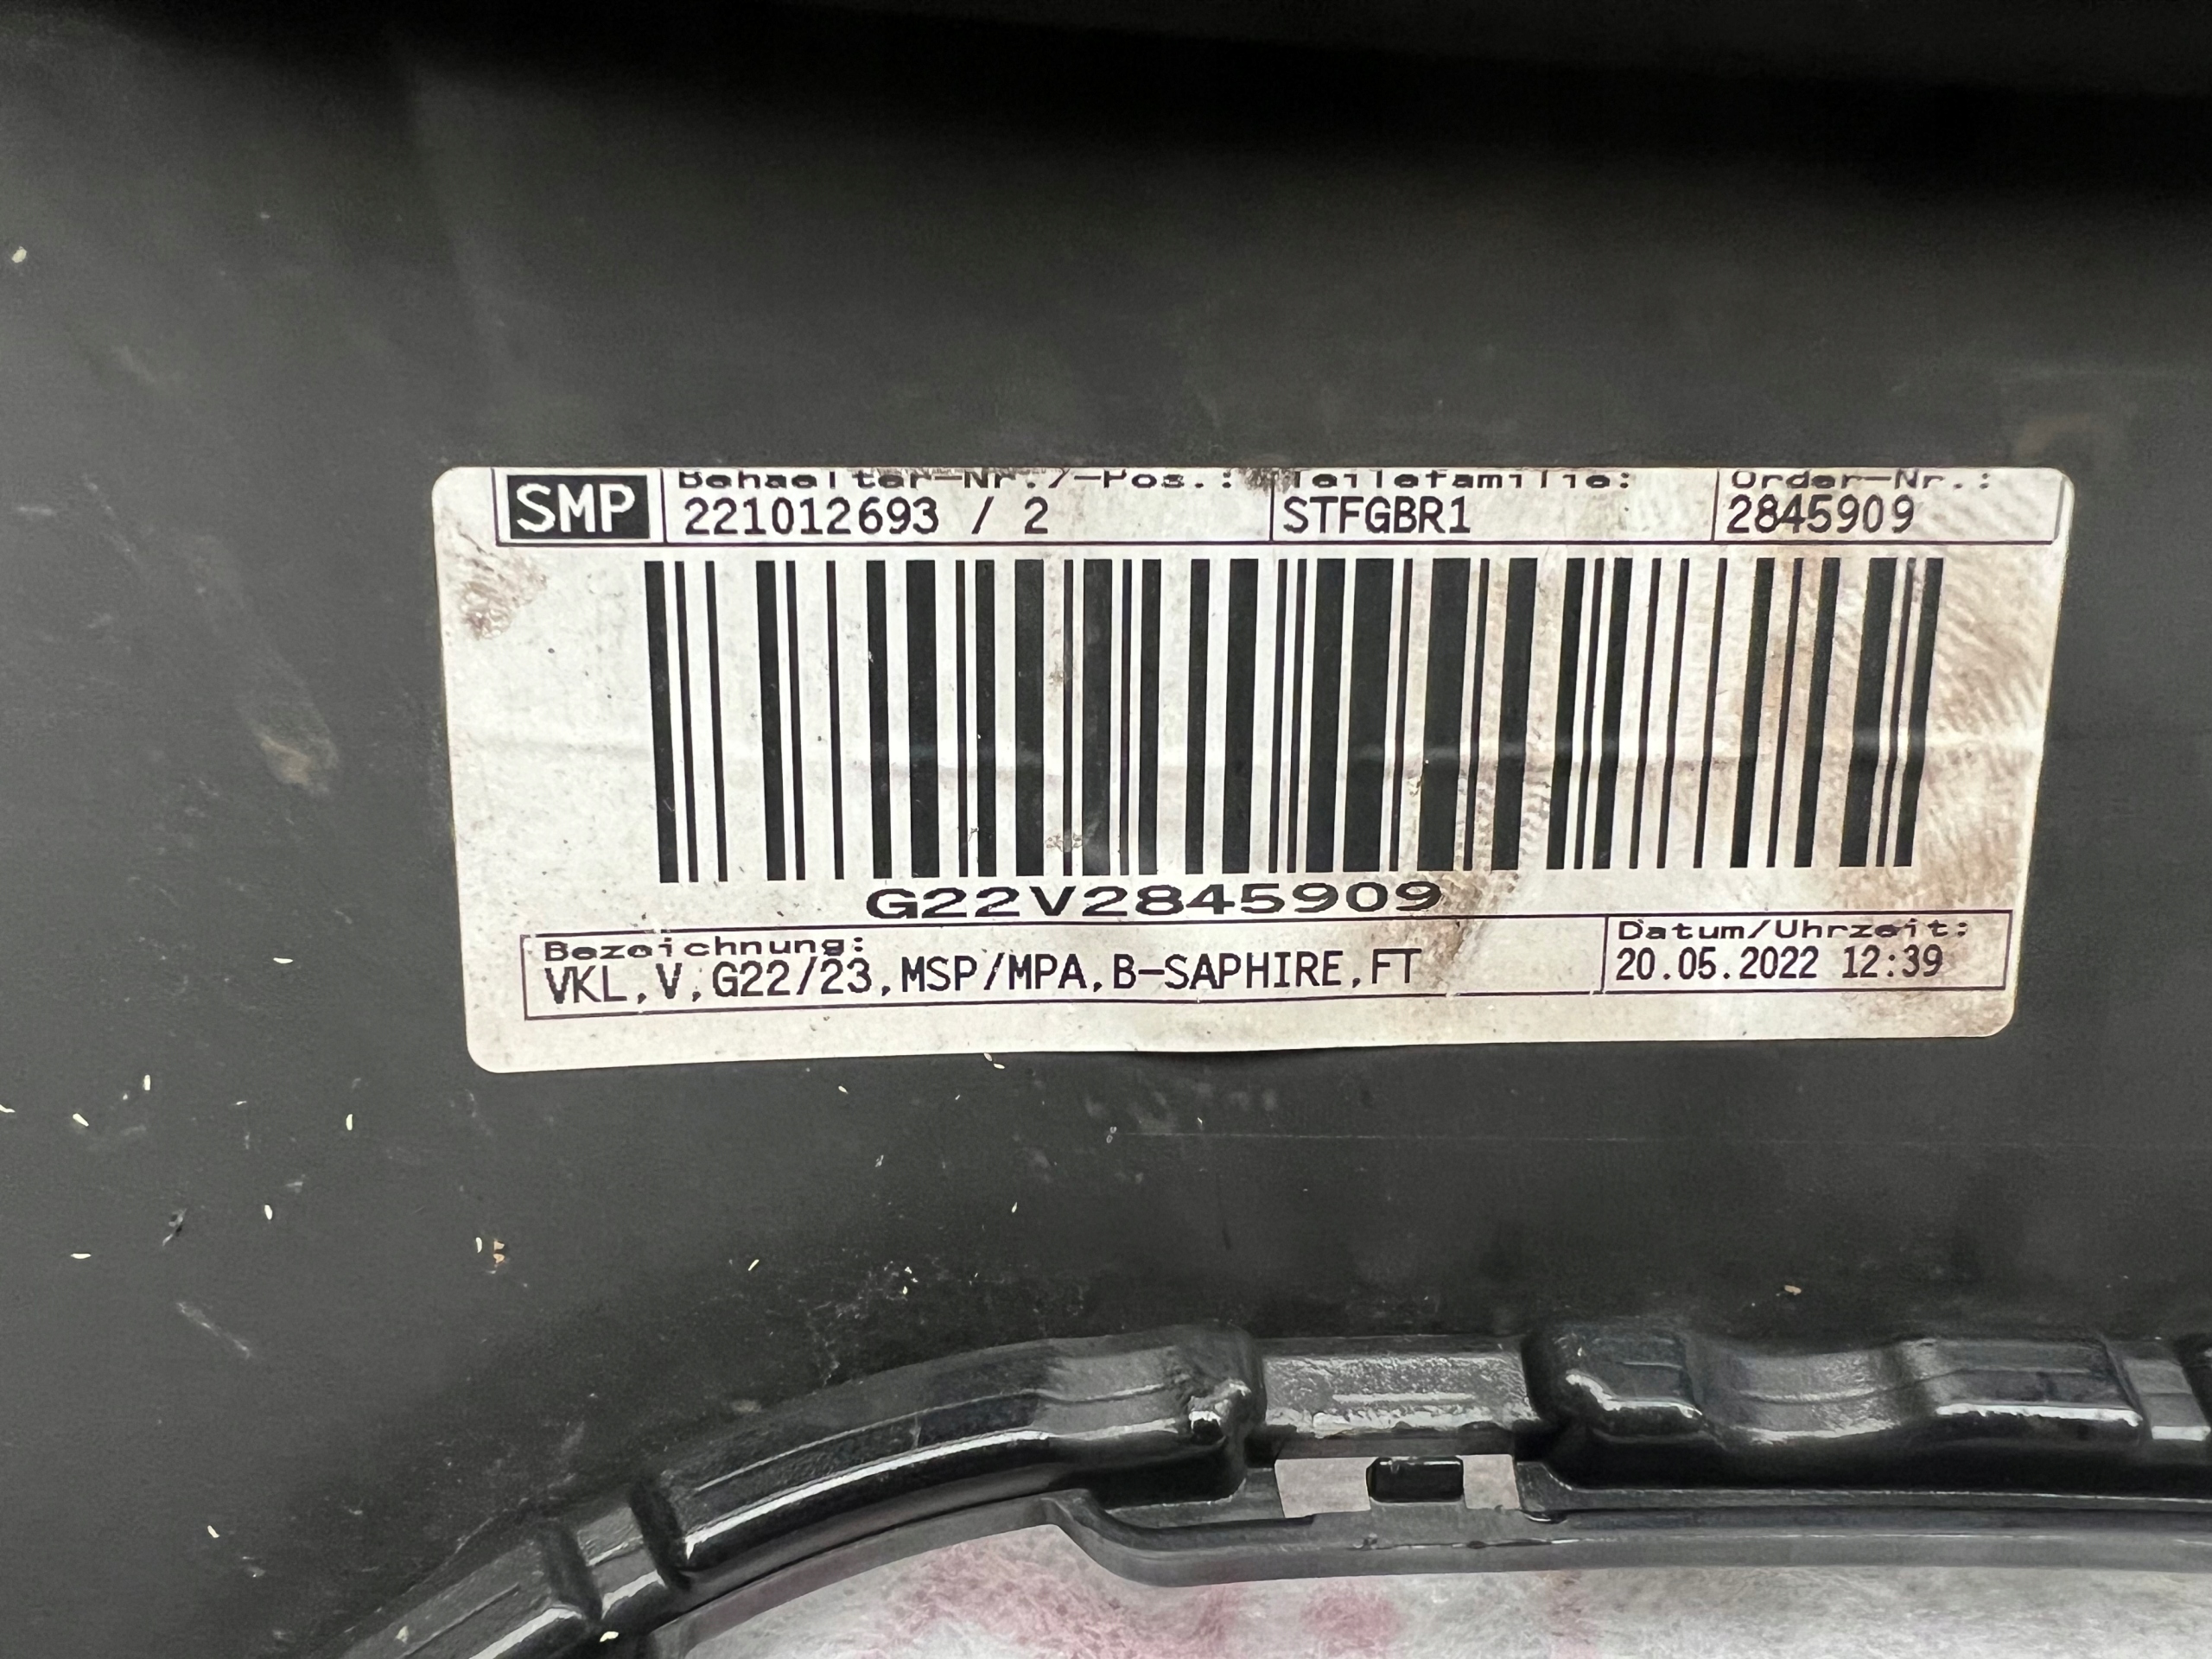 SMP
Behaelter-Nr./-Pos.: Teilefamilie: Order-Nr.:
221012693 / 2 STFGBR1 2845909
G22V2845909
Bezeichnung: Datum/Uhrzeit:
VKL,V,G22/23,MSP/MPA,B-SAPHIRE,FT 20.05.2022 12:39